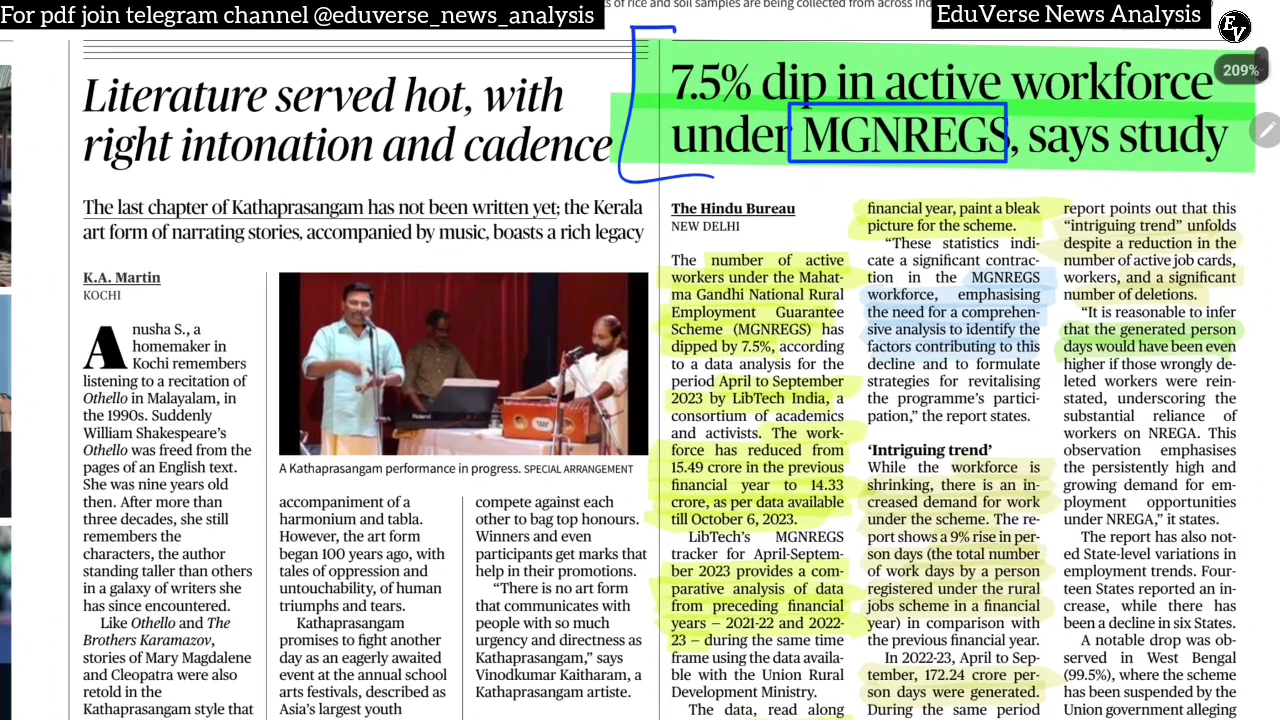 For pdf join telegram channel @eduverse_news_analysis
s of rice and soil samples are being collected from across Ind
EduVerse News Analysis
EV
209%
Literature served hot, with
right intonation and cadence
The last chapter of Kathaprasangam has not been written yet; the Kerala
art form of narrating stories, accompanied by music, boasts a rich legacy
K.A. Martin
KOCHI
Anusha S., a
homemaker in
Kochi remembers
listening to a recitation of
Othello in Malayalam, in
the 1990s. Suddenly
William Shakespeare's
Othello was freed from the
pages of an English text.
She was nine years old
then. After more than
three decades, she still
remembers the
characters, the author
standing taller than others
in a galaxy of writers she
has since encountered.
Like Othello and The
Brothers Karamazov,
stories of Mary Magdalene
and Cleopatra were also
retold in the
Kathaprasangam style that
Roland
A Kathaprasangam performance in progress. SPECIAL ARRANGEMENT
accompaniment of a
harmonium and tabla.
However, the art form
began 100 years ago, with
tales of oppression and
untouchability, of human
triumphs and tears.
Kathaprasangam
promises to fight another
day as an eagerly awaited
event at the annual school
arts festivals, described as
Asia's largest youth
compete against each
other to bag top honours.
Winners and even
participants get marks that
help in their promotions.
"There is no art form
that communicates with
people with so much
urgency and directness as
Kathaprasangam," says
Vinodkumar Kaitharam, a
Kathaprasangam artiste.
7.5% dip in active workforce
under MGNREGS, says study
The Hindu Bureau
NEW DELHI
The number of active
workers under the Mahat-
ma Gandhi National Rural
Employment Guarantee
Scheme (MGNREGS) has
dipped by 7.5%, according
to a data analysis for the
period April to September
2023 by LibTech India, a
consortium of academics
and activists. The work-
force has reduced from
15.49 crore in the previous
financial year to 14.33
crore, as per data available
till October 6, 2023.
LibTech's MGNREGS
tracker for April-Septem-
ber 2023 provides a com-
parative analysis of data
from preceding financial
years – 2021-22 and 2022-
23 – during the same time
frame using the data availa-
ble with the Union Rural
Development Ministry.
The data, read along
financial year, paint a bleak
picture for the scheme.
"These statistics indi-
cate a significant contrac-
tion in the MGNREGS
workforce, emphasising
the need for a comprehen-
sive analysis to identify the
factors contributing to this
decline and to formulate
strategies for revitalising
the programme's partici-
pation," the report states.
'Intriguing trend'
While the workforce is
shrinking, there is an in-
creased demand for work
under the scheme. The re-
port shows a 9% rise in per-
son days (the total number
of work days by a person
registered under the rural
jobs scheme in a financial
year) in comparison with
the previous financial year.
In 2022-23, April to Sep-
tember, 172.24 crore per-
son days were generated.
During the same period
report points out that this
"intriguing trend" unfolds
despite a reduction in the
number of active job cards,
workers, and a significant
number of deletions.
"It is reasonable to infer
that the generated person
days would have been even
higher if those wrongly de-
leted workers were rein-
stated, underscoring the
substantial reliance of
workers on NREGA. This
observation emphasises
the persistently high and
growing demand for em-
ployment opportunities
under NREGA," it states.
The report has also not-
ed State-level variations in
employment trends. Four-
teen States reported an in-
crease, while there has
been a decline in six States.
A notable drop was ob-
served in West Bengal
(99.5%), where the scheme
has been suspended by the
Union government alleging